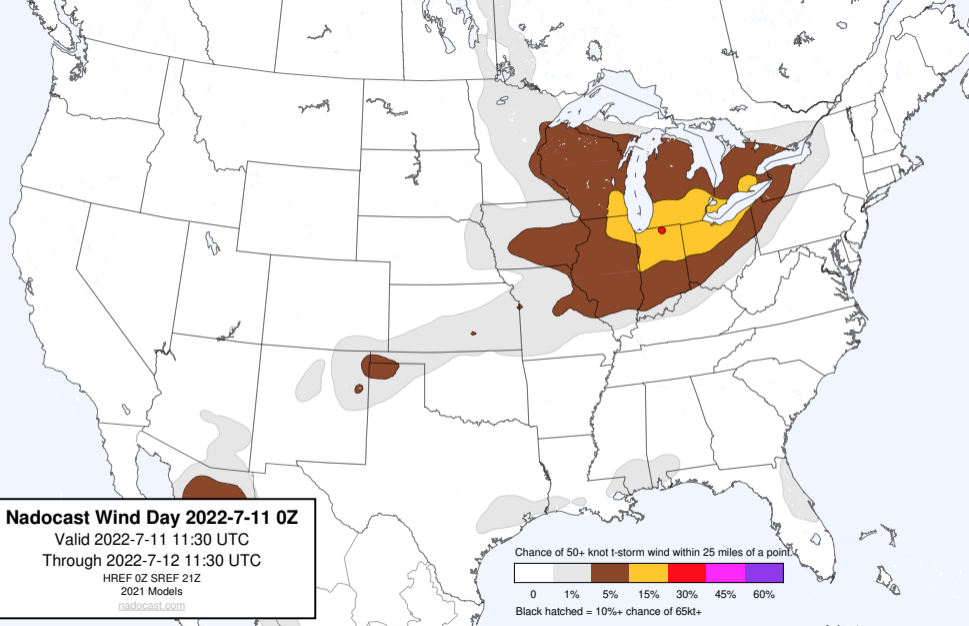 Nadocast Wind Day 2022-7-11 0Z
Valid 2022-7-11 11:30 UTC
Through 2022-7-12 11:30 UTC
HREF 0Z SREF 21Z
2021 Models
nadocast.com
Chance of 50+ knot t-storm wind within 25 miles of a point.
0 1% 5% 15% 30% 45% 60%
Black hatched = 10%+ chance of 65kt+